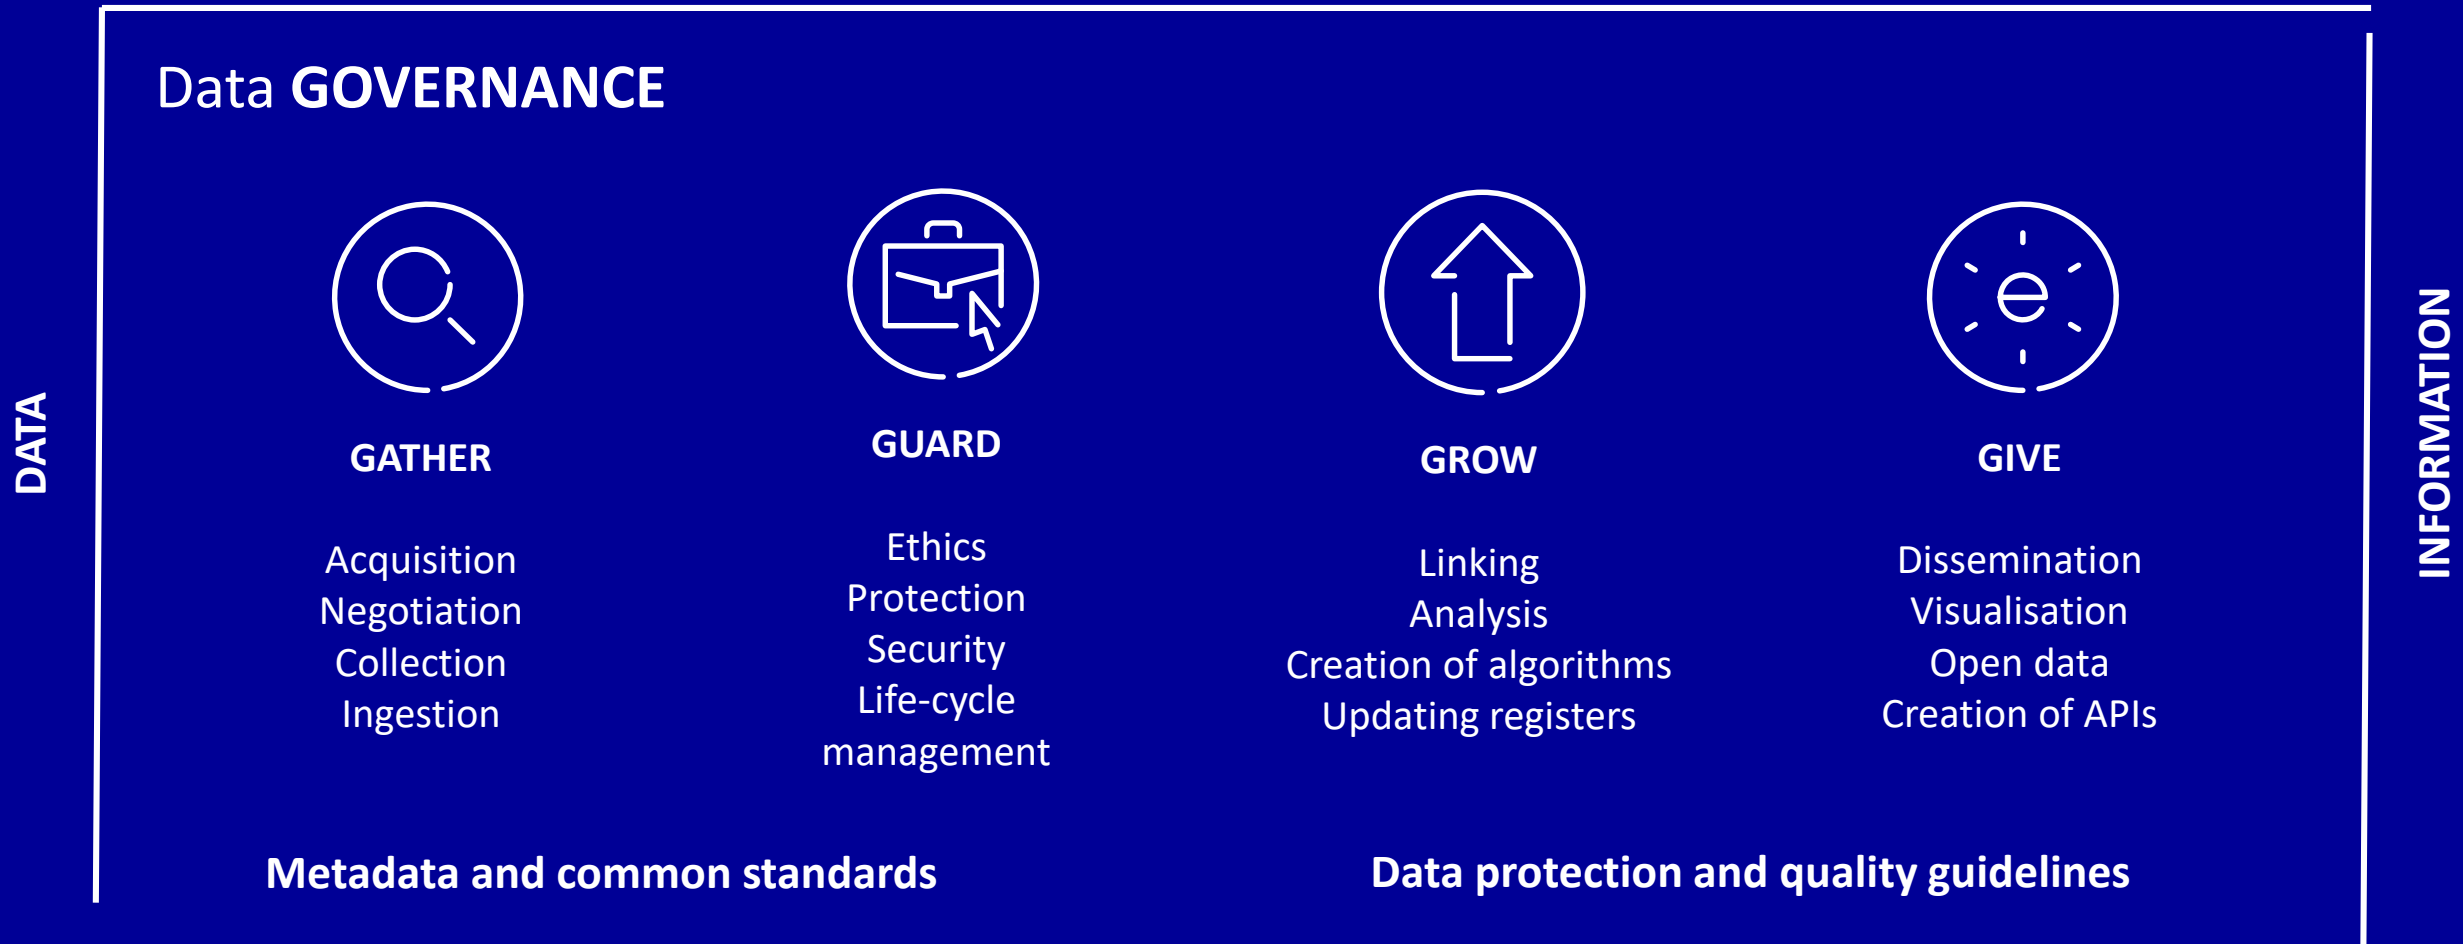 Data GOVERNANCE
DATA
GATHER
Acquisition
Negotiation
Collection
Ingestion
GUARD
Ethics
Protection
Security
Life-cycle
management
GROW
Linking
Analysis
Creation of algorithms
Updating registers
e
GIVE
Dissemination
Visualisation
Open data
Creation of APIs
INFORMATION
Metadata and common standards
Data protection and quality guidelines